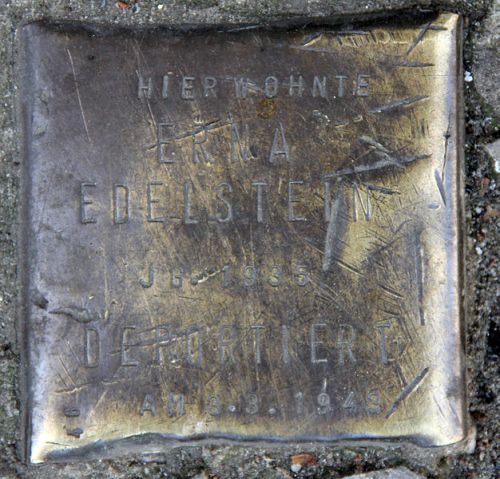 HIER WOHNTE
ERNA
EDELSTEIN
JG. 1935
DEPORTIERT
AM 3.3.1943